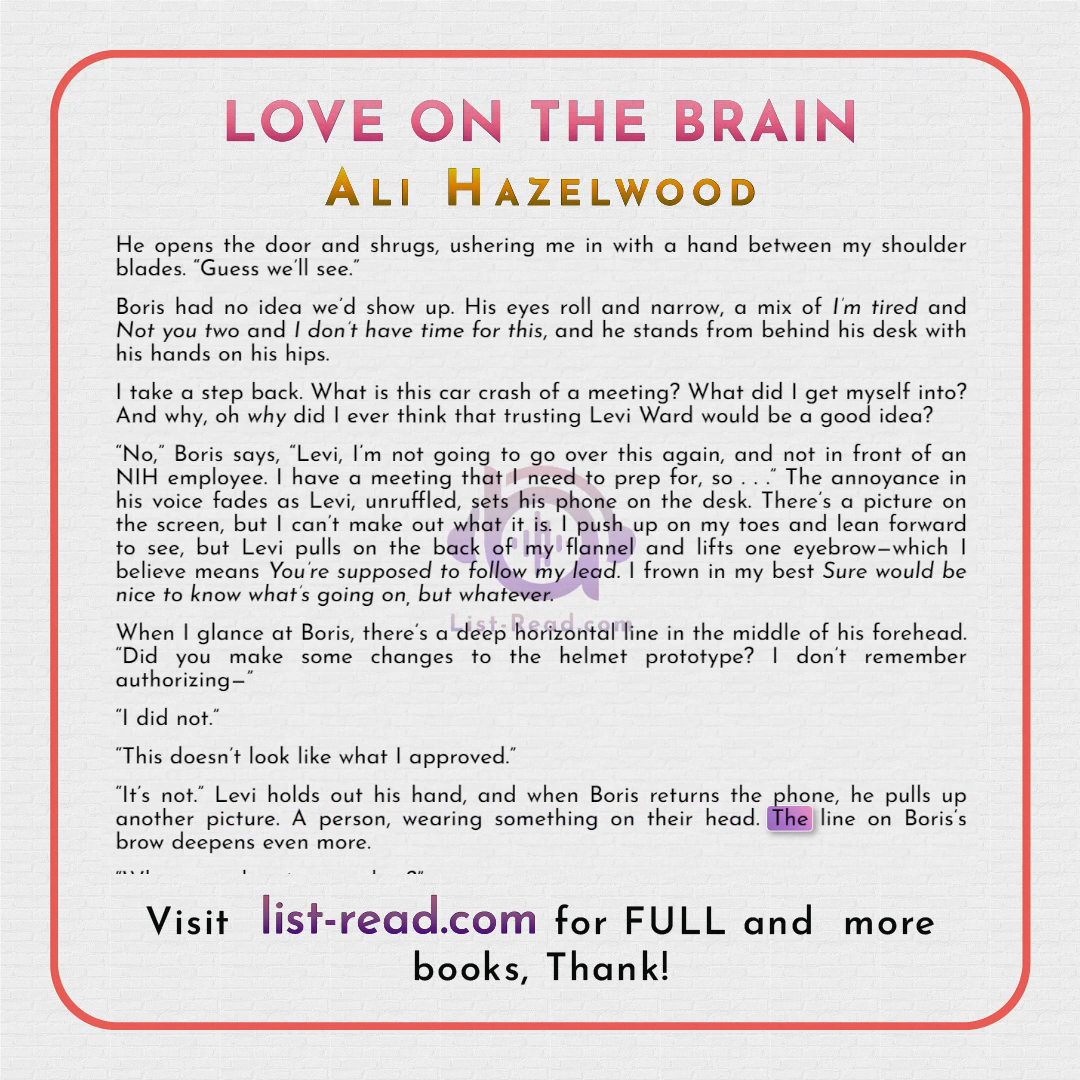 LOVE ON THE BRAIN
ALI HAZELWOOD
He opens the door and shrugs, ushering me in with a hand between my shoulder
blades. “Guess we’ll see.”
Boris had no idea we’d show up. His eyes roll and narrow, a mix of I’m tired and
Not you two and I don’t have time for this, and he stands from behind his desk with
his hands on his hips.
I take a step back. What is this car crash of a meeting? What did I get myself into?
And why, oh why did I ever think that trusting Levi Ward would be a good idea?
“No,” Boris says, “Levi, I’m not going to go over this again, and not in front of an
NIH employee. I have a meeting that I need to prep for, so . . .” The annoyance in
his voice fades as Levi, unruffled, sets his phone on the desk. There’s a picture on
the screen, but I can’t make out what it is. I push up on my toes and lean forward
to see, but Levi pulls on the back of my flannel and lifts one eyebrow—which I
believe means You’re supposed to follow my lead. I frown in my best Sure would be
nice to know what’s going on, but whatever.
List-Read.com
When I glance at Boris, there’s a deep horizontal line in the middle of his forehead.
“Did you make some changes to the helmet prototype? I don’t remember
authorizing—”
“I did not.”
“This doesn’t look like what I approved.”
“It’s not.” Levi holds out his hand, and when Boris returns the phone, he pulls up
another picture. A person, wearing something on their head. The line on Boris’s
brow deepens even more.
Visit list-read.com for FULL and more
books, Thank!